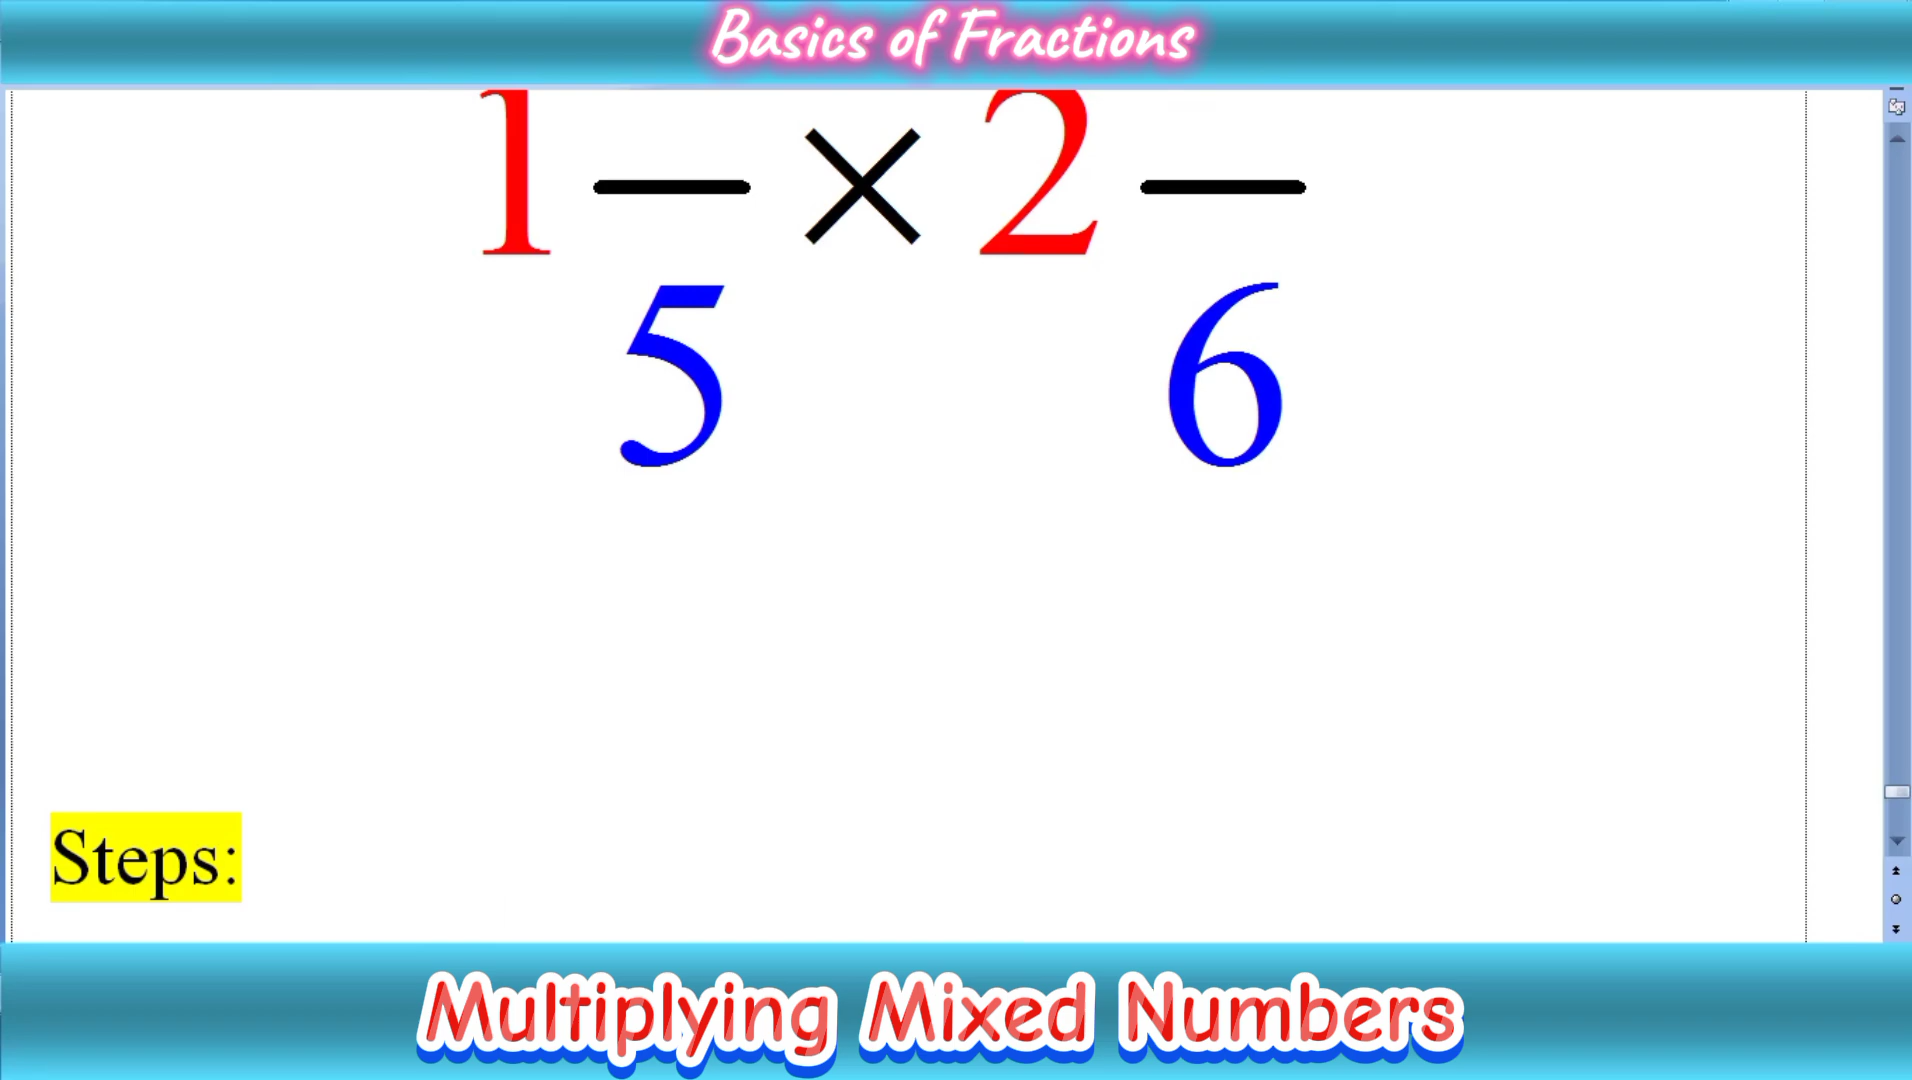 Basics of Fractions
1 × 2
5 6
Steps:
Multiplying Mixed Numbers